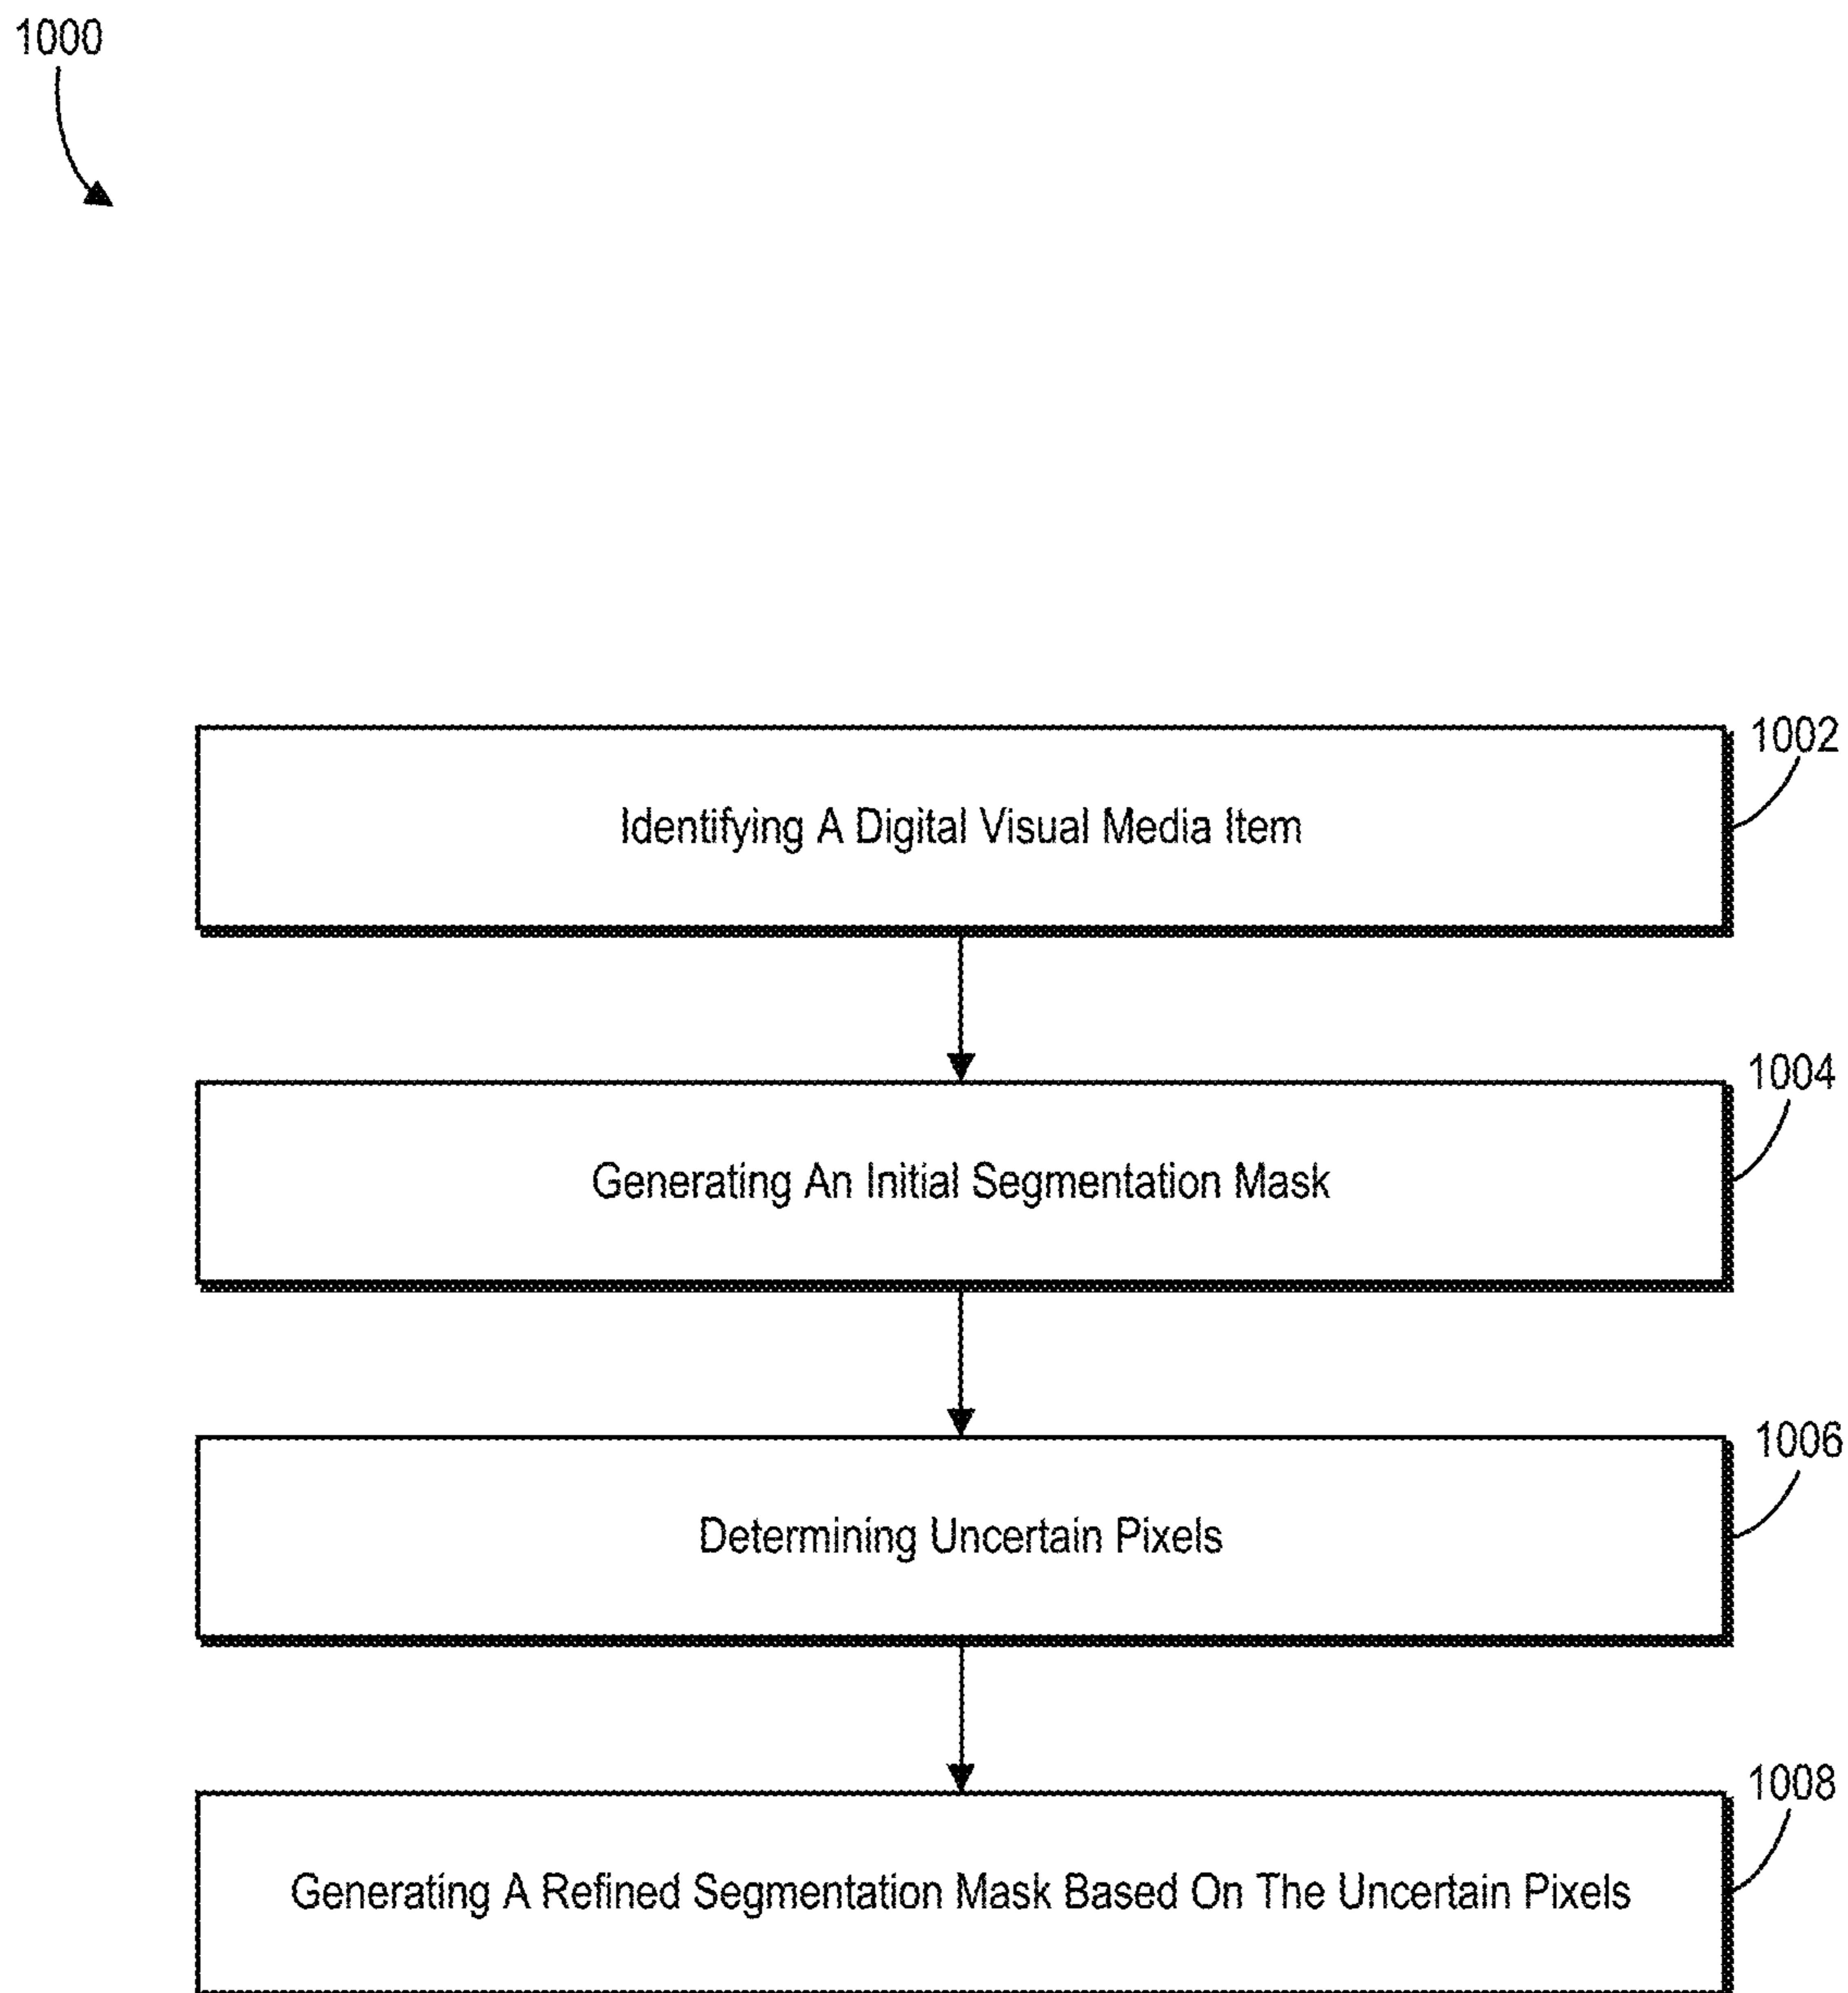 1000
1002
Identifying A Digital Visual Media Item
1004
Generating An Initial Segmentation Mask
1006
Determining Uncertain Pixels
1008
Generating A Refined Segmentation Mask Based On The Uncertain Pixels